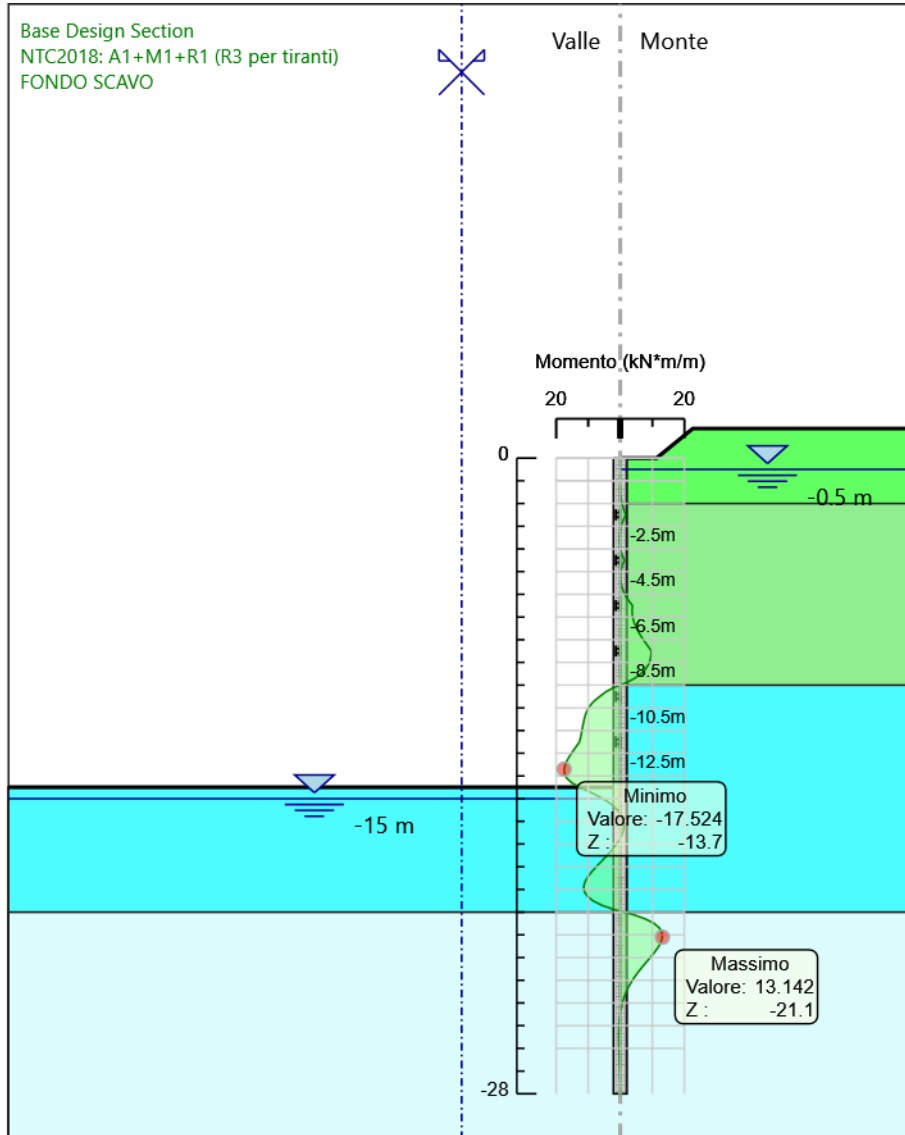 Base Design Section
NTC2018: A1+M1+R1 (R3 per tiranti)
FONDO SCAVO
Valle Monte
Momento (kN*m/m)
20 20
0
-0.5 m
-2.5m
-4.5m
-6.5m
-8.5m
-10.5m
-12.5m
Minimo
Valore: -17.524
Z : -13.7
-15 m
Massimo
Valore: 13.142
Z : -21.1
-28